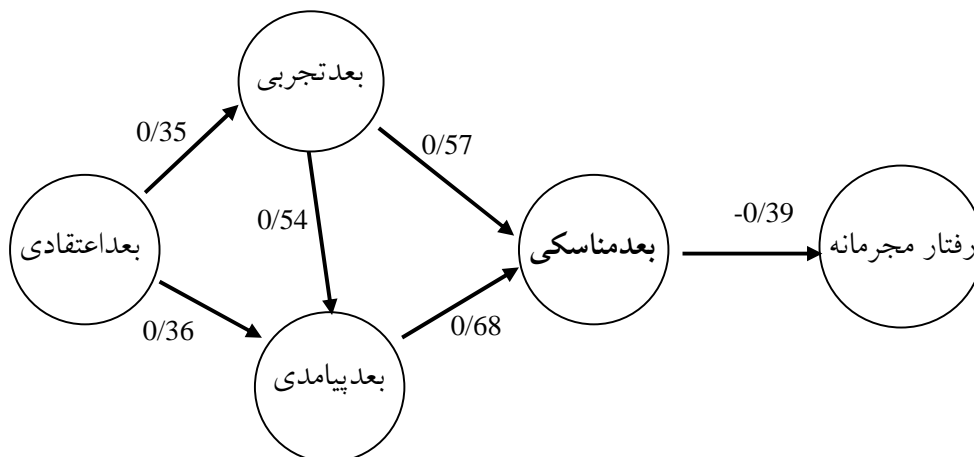 بعدتجربی
0/35
0/57
0/54
-0/39
بعداعتقادی
بعدمناسکی
رفتار مجرمانه
0/36
0/68
بعدپیامدی